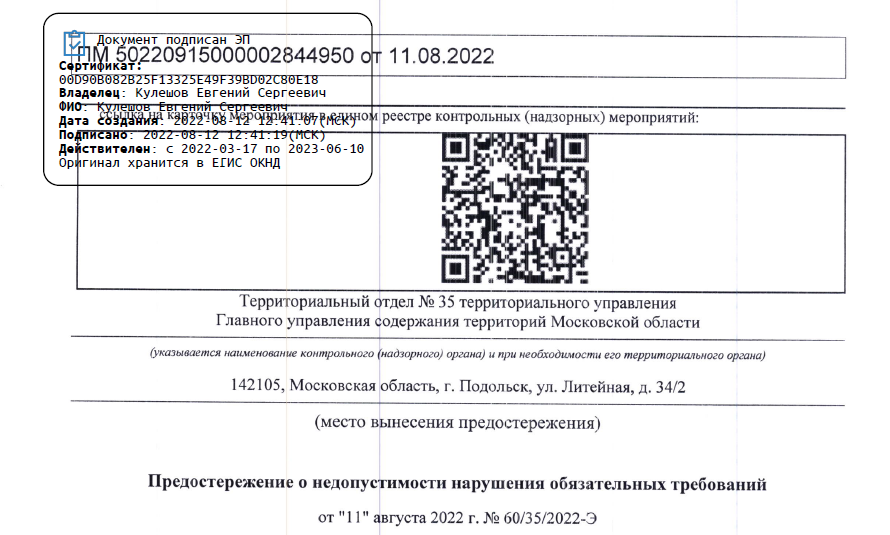 Документ подписан ЭП
ПМ 50220915000002844950 от 11.08.2022
Сертификат:
00D90B082B25F13325E49F39BD02C80E18
Владелец: Кулешов Евгений Сергеевич
ФИО: Кулешов Евгений Сергеевич
ссылка на карточку мероприятия в едином реестре контрольных (надзорных) мероприятий:
Дата создания: 2022-08-12 12:41:07(МСК)
Подписано: 2022-08-12 12:41:19(МСК)
Действителен: с 2022-03-17 по 2023-06-10
Оригинал хранится в ЕГИС ОКНД
Территориальный отдел № 35 территориального управления
Главного управления содержания территорий Московской области
(указывается наименование контрольного (надзорного) органа) и при необходимости его территориального органа)
142105, Московская область, г. Подольск, ул. Литейная, д. 34/2
(место вынесения предостережения)
Предостережение о недопустимости нарушения обязательных требований
от "11" августа 2022 г. № 60/35/2022-Э